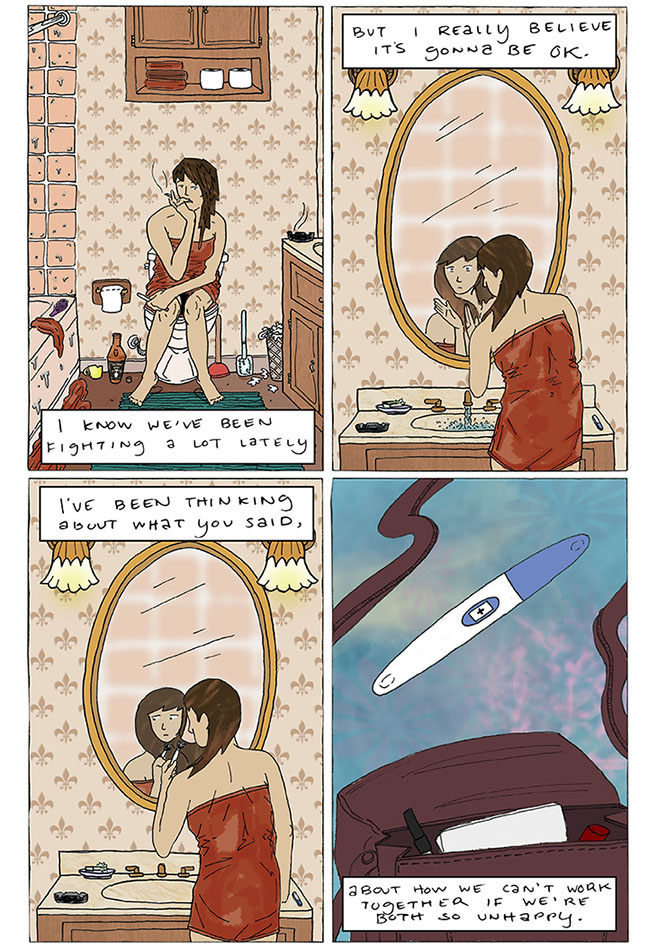 I KNOW WE'VE BEEN
FIGHTING A LOT LATELY
BUT I REALLY BELIEVE
IT'S GONNA BE OK.
I'VE BEEN THINKING
ABOUT WHAT YOU SAID,
ABOUT HOW WE CAN'T WORK
TOGETHER IF WE'RE
BOTH SO UNHAPPY.